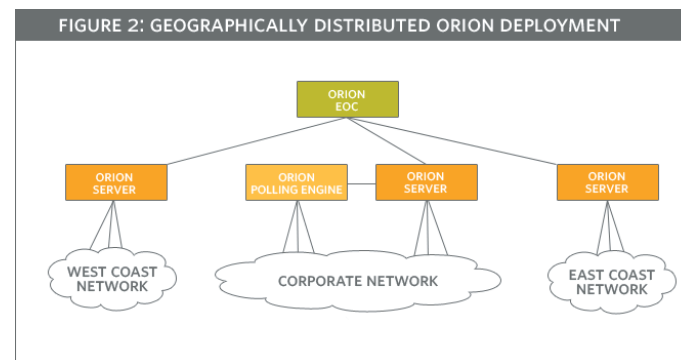 FIGURE 2: GEOGRAPHICALLY DISTRIBUTED ORION DEPLOYMENT
ORION
EOC
ORION
SERVER
ORION
POLLING ENGINE
ORION
SERVER
ORION
SERVER
WEST COAST
NETWORK
CORPORATE NETWORK
EAST COAST
NETWORK